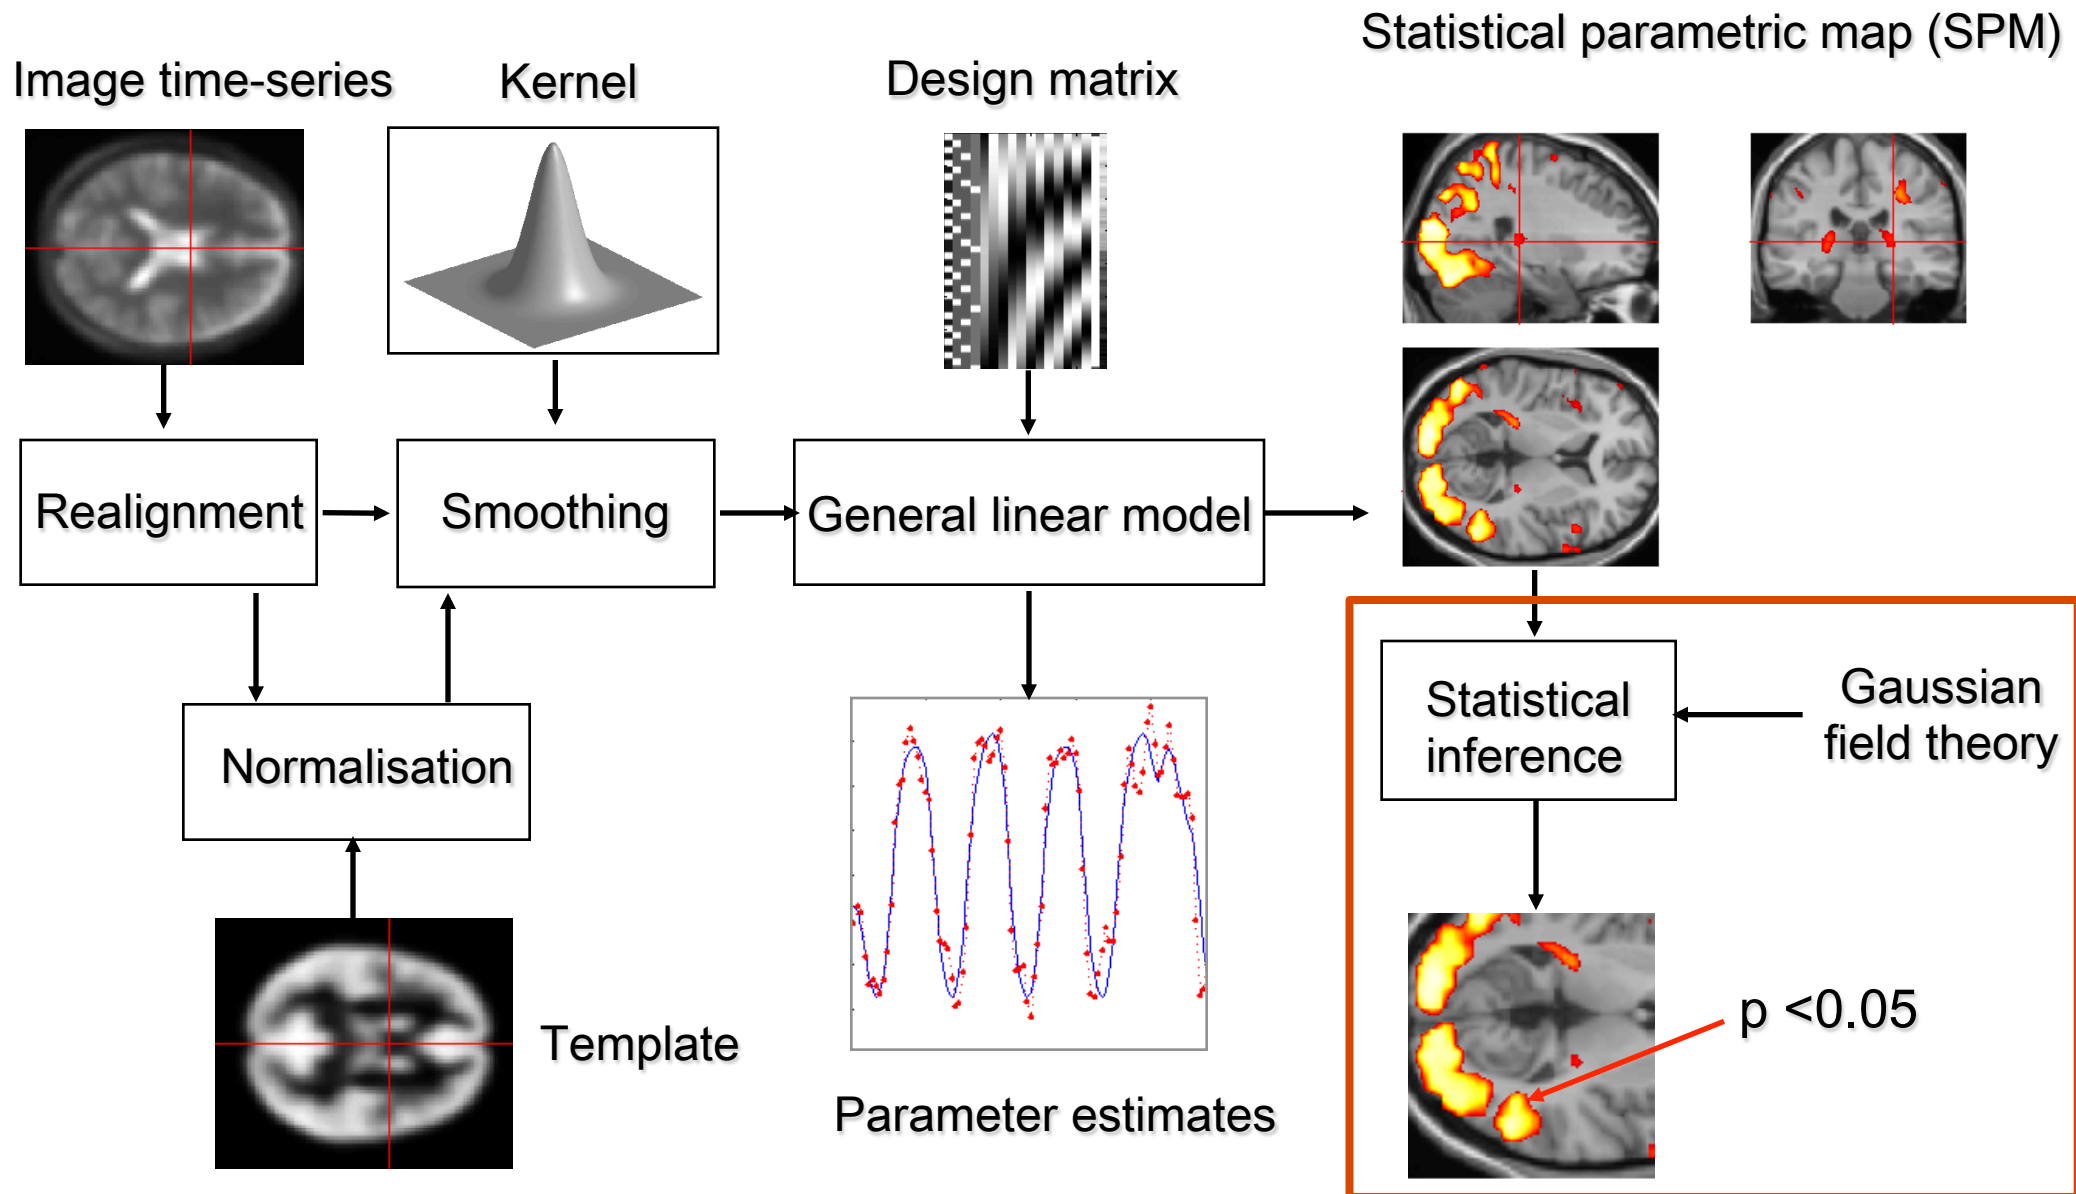 Statistical parametric map (SPM)
Image time-series
Kernel
Design matrix
Realignment
Smoothing
General linear model
Statistical
inference
Gaussian
field theory
Normalisation
Template
Parameter estimates
p <0.05